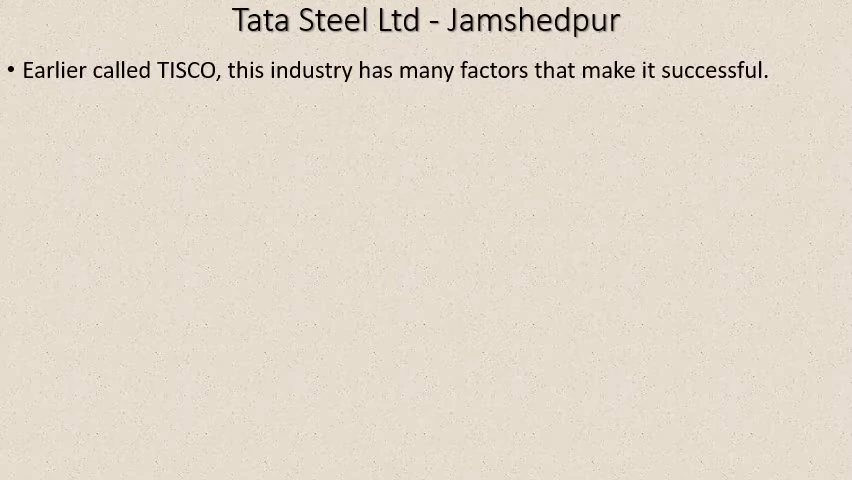 Tata Steel Ltd - Jamshedpur
• Earlier called TISCO, this industry has many factors that make it successful.